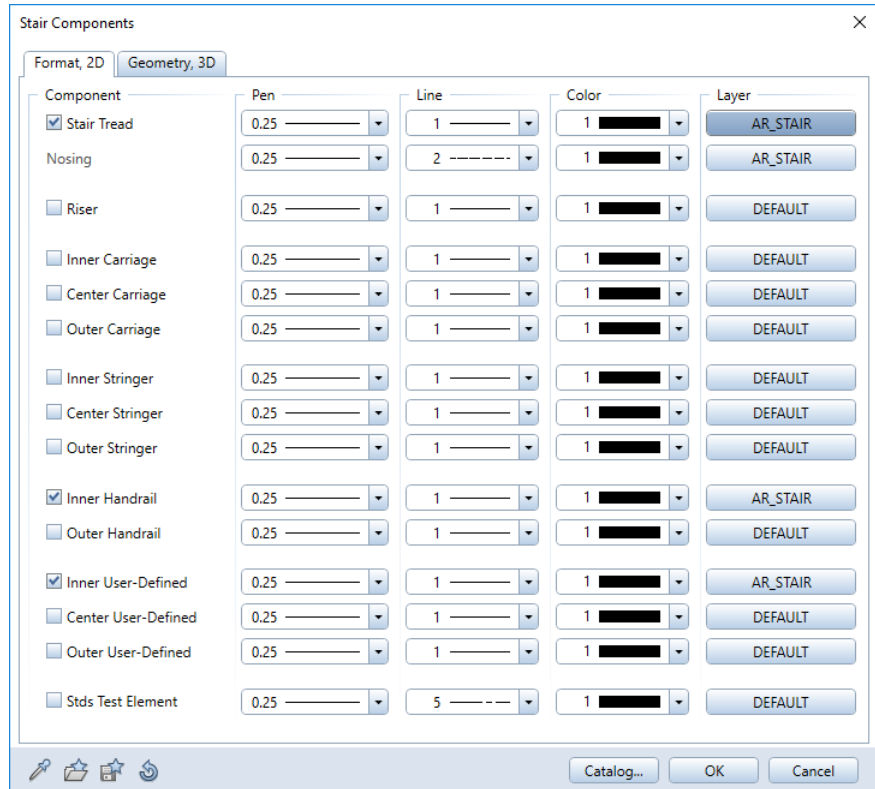 Stair Components
Format, 2D Geometry, 3D
Component Pen Line Color Layer
Stair Tread 0.25 1 1 AR_STAIR
Nosing 0.25 2 1 AR_STAIR
Riser 0.25 1 1 DEFAULT
Inner Carriage 0.25 1 1 DEFAULT
Center Carriage 0.25 1 1 DEFAULT
Outer Carriage 0.25 1 1 DEFAULT
Inner Stringer 0.25 1 1 DEFAULT
Center Stringer 0.25 1 1 DEFAULT
Outer Stringer 0.25 1 1 DEFAULT
Inner Handrail 0.25 1 1 AR_STAIR
Outer Handrail 0.25 1 1 DEFAULT
Inner User-Defined 0.25 1 1 AR_STAIR
Center User-Defined 0.25 1 1 DEFAULT
Outer User-Defined 0.25 1 1 DEFAULT
Stds Test Element 0.25 5 1 DEFAULT
Catalog... OK Cancel